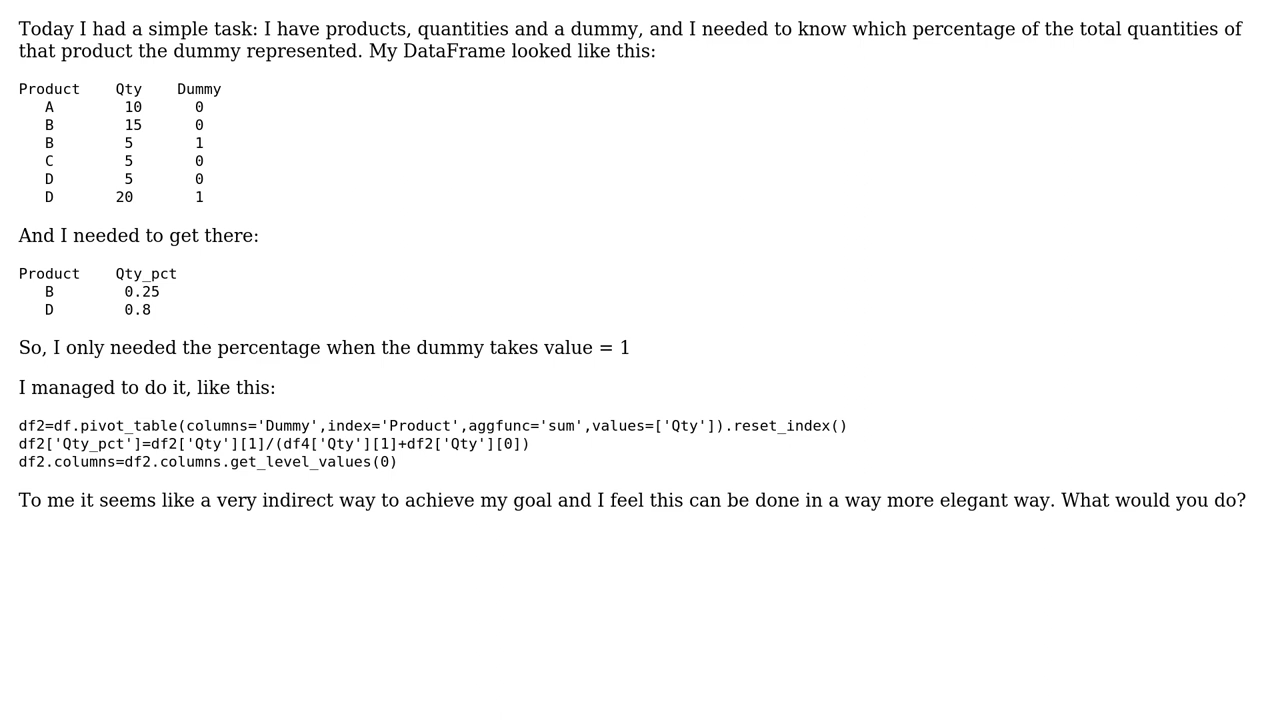 Today I had a simple task: I have products, quantities and a dummy, and I needed to know which percentage of the total quantities of
that product the dummy represented. My DataFrame looked like this:
Product    Qty    Dummy
   A        10      0
   B        15      0
   B        5       1
   C        5       0
   D        5       0
   D       20       1
And I needed to get there:
Product    Qty_pct
   B        0.25
   D        0.8
So, I only needed the percentage when the dummy takes value = 1
I managed to do it, like this:
df2=df.pivot_table(columns='Dummy',index='Product',aggfunc='sum',values=['Qty']).reset_index()
df2['Qty_pct']=df2['Qty'][1]/(df4['Qty'][1]+df2['Qty'][0])
df2.columns=df2.columns.get_level_values(0)
To me it seems like a very indirect way to achieve my goal and I feel this can be done in a way more elegant way. What would you do?